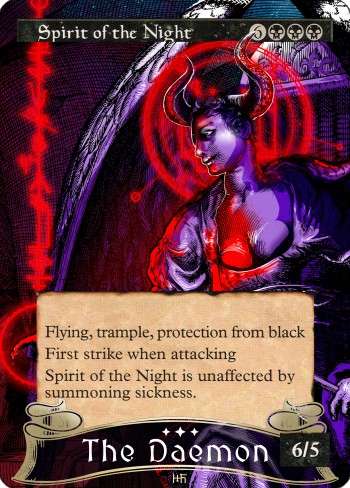 Spirit of the Night
Flying, trample, protection from black
First strike when attacking
Spirit of the Night is unaffected by
summoning sickness.
The Daemon
6/5